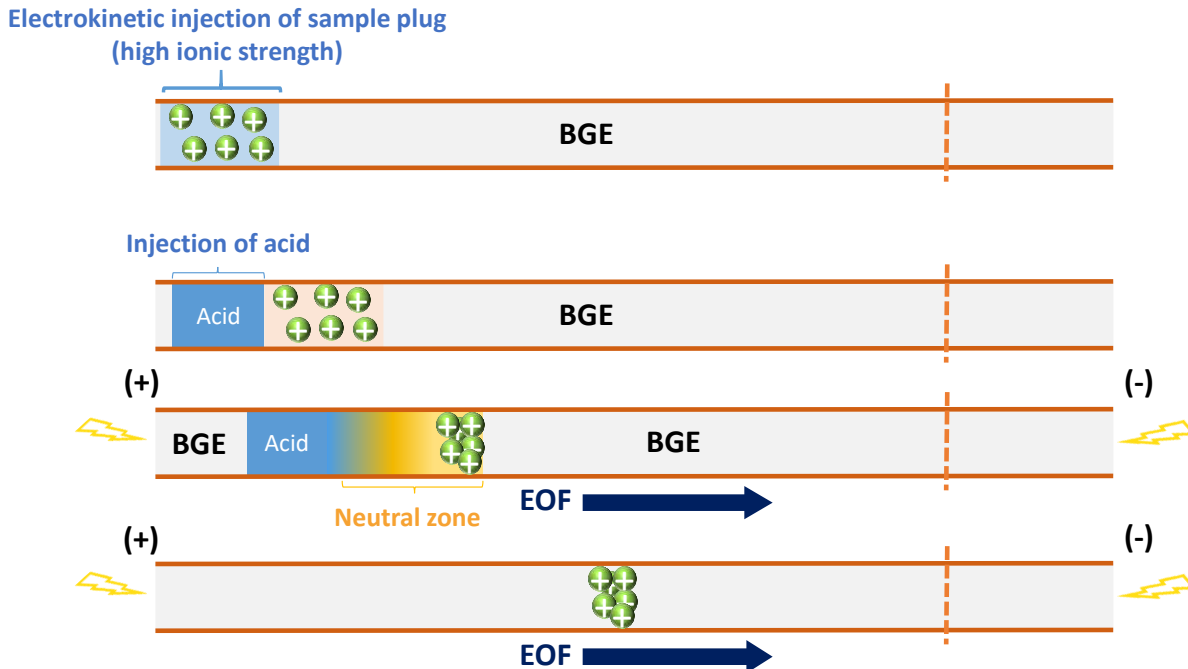 Electrokinetic injection of sample plug
(high ionic strength)
BGE
Injection of acid
Acid
BGE
(+)
(-)
BGE
Acid
BGE
EOF
Neutral zone
(+)
(-)
EOF